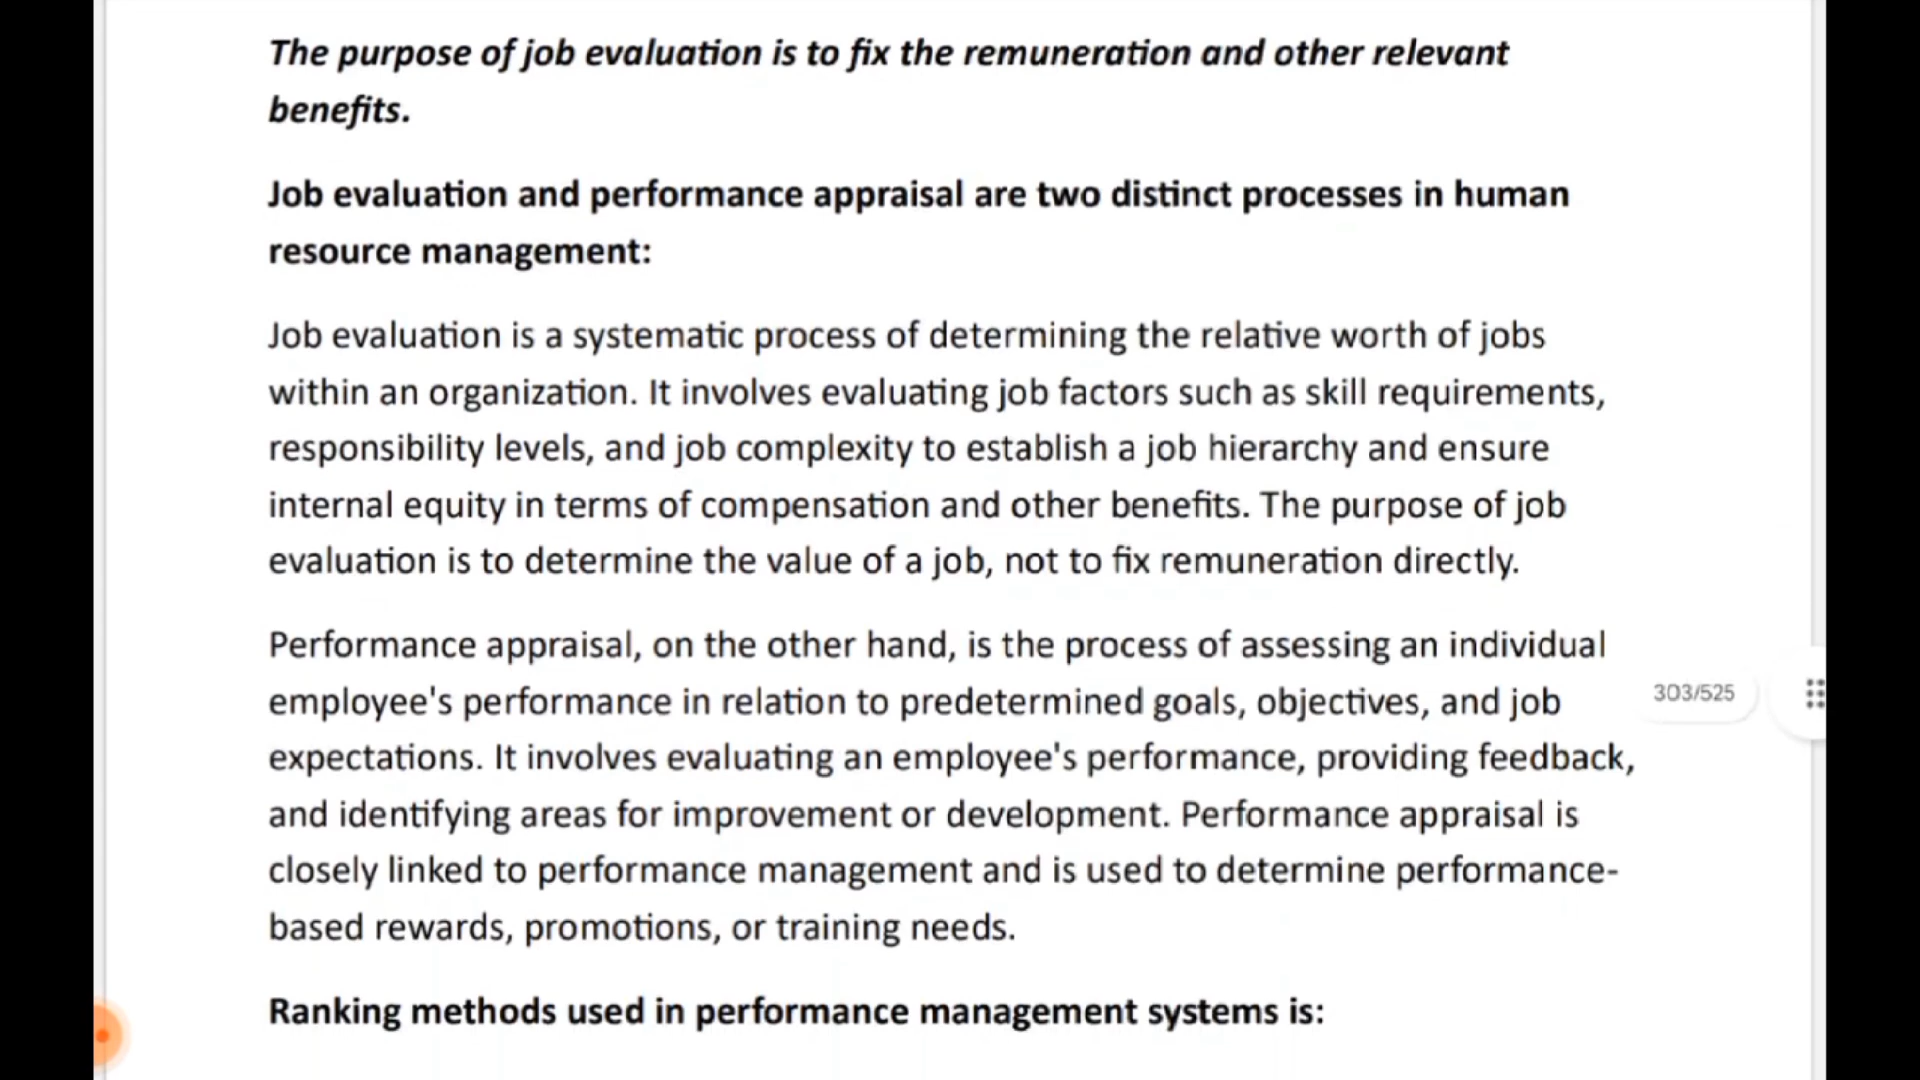 The purpose of job evaluation is to fix the remuneration and other relevant
benefits.
Job evaluation and performance appraisal are two distinct processes in human
resource management:
Job evaluation is a systematic process of determining the relative worth of jobs
within an organization. It involves evaluating job factors such as skill requirements,
responsibility levels, and job complexity to establish a job hierarchy and ensure
internal equity in terms of compensation and other benefits. The purpose of job
evaluation is to determine the value of a job, not to fix remuneration directly.
Performance appraisal, on the other hand, is the process of assessing an individual
employee's performance in relation to predetermined goals, objectives, and job
expectations. It involves evaluating an employee's performance, providing feedback,
and identifying areas for improvement or development. Performance appraisal is
closely linked to performance management and is used to determine performance-
based rewards, promotions, or training needs.
303/525
Ranking methods used in performance management systems is: